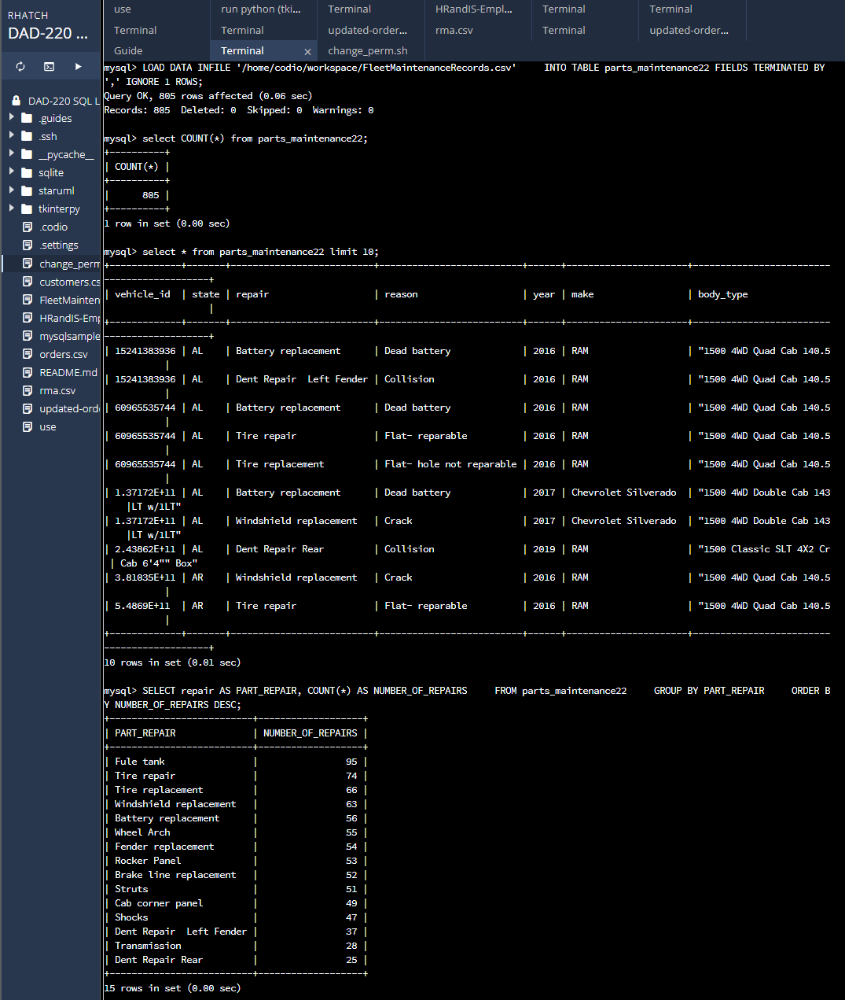 RHATCH
DAD-220 ...
use
run python (tki...
Terminal
HRandIS-Empl...
Terminal
Terminal
Terminal
Terminal
updated-order...
rma.csv
Terminal
updated-order...
Guide
Terminal ×
change_perm.sh
DAD-220 SQL L
.guides
.ssh
__pycache__
sqlite
staruml
tkinterpy
.codio
.settings
change_perm
customers.cs
FleetMainten
HRandIS-Emp
mysqlsample
orders.csv
README.md
rma.csv
updated-orde
use
mysql> LOAD DATA INFILE '/home/codio/workspace/FleetMaintenanceRecords.csv'     INTO TABLE parts_maintenance22 FIELDS TERMINATED BY
',' IGNORE 1 ROWS;
Query OK, 805 rows affected (0.06 sec)
Records: 805  Deleted: 0  Skipped: 0  Warnings: 0
mysql> select COUNT(*) from parts_maintenance22;
+----------+
| COUNT(*) |
+----------+
|      805 |
+----------+
1 row in set (0.00 sec)
mysql> select * from parts_maintenance22 limit 10;
+-------------+-------+--------------------------+--------------------------+------+----------------------+-------------------------
-------------------+
| vehicle_id  | state | repair                   | reason                   | year | make                 | body_type
                   |
+-------------+-------+--------------------------+--------------------------+------+----------------------+-------------------------
-------------------+
| 15241383936 | AL    | Battery replacement      | Dead battery             | 2016 | RAM                  | "1500 4WD Quad Cab 140.5
           |
| 15241383936 | AL    | Dent Repair  Left Fender | Collision                | 2016 | RAM                  | "1500 4WD Quad Cab 140.5
           |
| 60965535744 | AL    | Battery replacement      | Dead battery             | 2016 | RAM                  | "1500 4WD Quad Cab 140.5
           |
| 60965535744 | AL    | Tire repair              | Flat- reparable          | 2016 | RAM                  | "1500 4WD Quad Cab 140.5
           |
| 60965535744 | AL    | Tire replacement         | Flat- hole not reparable | 2016 | RAM                  | "1500 4WD Quad Cab 140.5
           |
| 1.37172E+11 | AL    | Battery replacement      | Dead battery             | 2017 | Chevrolet Silverado  | "1500 4WD Double Cab 143
    |LT w/1LT"
| 1.37172E+11 | AL    | Windshield replacement   | Crack                    | 2017 | Chevrolet Silverado  | "1500 4WD Double Cab 143
    |LT w/1LT"
| 2.43862E+11 | AL    | Dent Repair Rear         | Collision                | 2019 | RAM                  | "1500 Classic SLT 4X2 Cr
 | Cab 6'4"" Box"
| 3.81035E+11 | AR    | Windshield replacement   | Crack                    | 2016 | RAM                  | "1500 4WD Quad Cab 140.5
           |
| 5.4869E+11  | AR    | Tire repair              | Flat- reparable          | 2016 | RAM                  | "1500 4WD Quad Cab 140.5
           |
+-------------+-------+--------------------------+--------------------------+------+----------------------+-------------------------
-------------------+
10 rows in set (0.01 sec)
mysql> SELECT repair AS PART_REPAIR, COUNT(*) AS NUMBER_OF_REPAIRS     FROM parts_maintenance22     GROUP BY PART_REPAIR     ORDER B
Y NUMBER_OF_REPAIRS DESC;
+--------------------------+-------------------+
| PART_REPAIR              | NUMBER_OF_REPAIRS |
+--------------------------+-------------------+
| Fule tank                |                95 |
| Tire repair              |                74 |
| Tire replacement         |                66 |
| Windshield replacement   |                63 |
| Battery replacement      |                56 |
| Wheel Arch               |                55 |
| Fender replacement       |                54 |
| Rocker Panel             |                53 |
| Brake line replacement   |                52 |
| Struts                   |                51 |
| Cab corner panel         |                49 |
| Shocks                   |                47 |
| Dent Repair  Left Fender |                37 |
| Transmission             |                28 |
| Dent Repair Rear         |                25 |
+--------------------------+-------------------+
15 rows in set (0.00 sec)